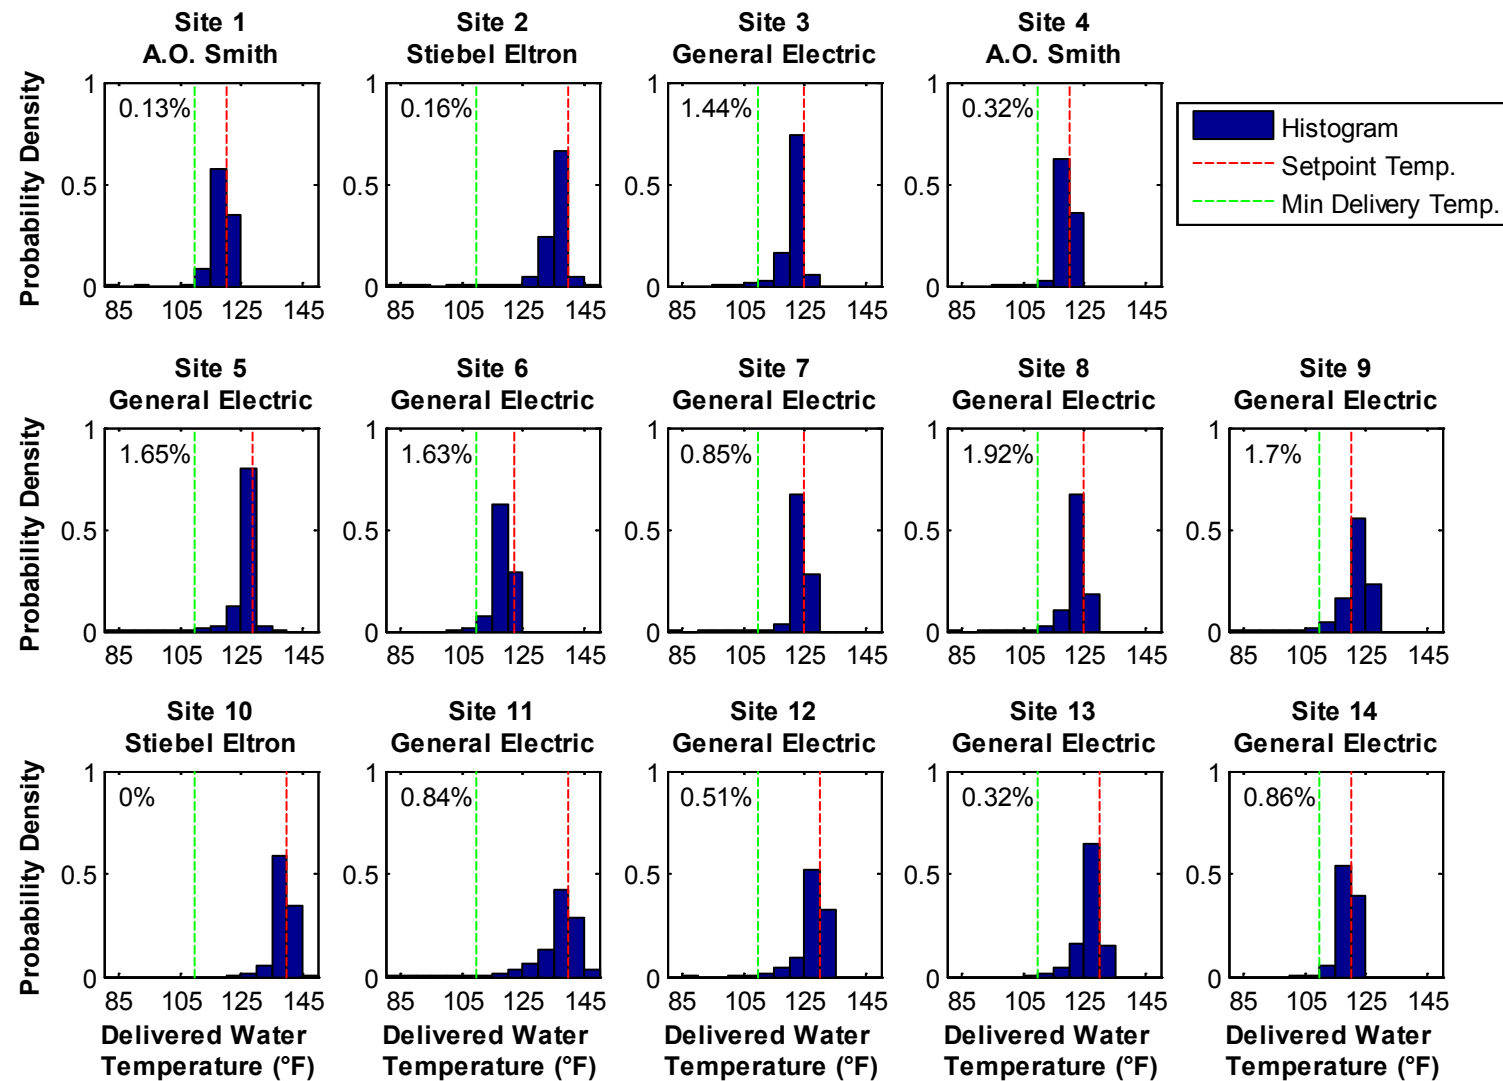 Site 1
A.O. Smith
Site 2
Stiebel Eltron
Site 3
General Electric
Site 4
A.O. Smith
Probability Density
1
0.5
0
0.13%
85 105 125 145
1
0.5
0
0.16%
85 105 125 145
1
0.5
0
1.44%
85 105 125 145
1
0.5
0
0.32%
85 105 125 145
Histogram
Setpoint Temp.
Min Delivery Temp.
Site 5
General Electric
Site 6
General Electric
Site 7
General Electric
Site 8
General Electric
Site 9
General Electric
Probability Density
1
0.5
0
1.65%
85 105 125 145
1
0.5
0
1.63%
85 105 125 145
1
0.5
0
0.85%
85 105 125 145
1
0.5
0
1.92%
85 105 125 145
1
0.5
0
1.7%
85 105 125 145
Site 10
Stiebel Eltron
Site 11
General Electric
Site 12
General Electric
Site 13
General Electric
Site 14
General Electric
Probability Density
1
0.5
0
0%
85 105 125 145
1
0.5
0
0.84%
85 105 125 145
1
0.5
0
0.51%
85 105 125 145
1
0.5
0
0.32%
85 105 125 145
1
0.5
0
0.86%
85 105 125 145
Delivered Water
Temperature (°F)
Delivered Water
Temperature (°F)
Delivered Water
Temperature (°F)
Delivered Water
Temperature (°F)
Delivered Water
Temperature (°F)